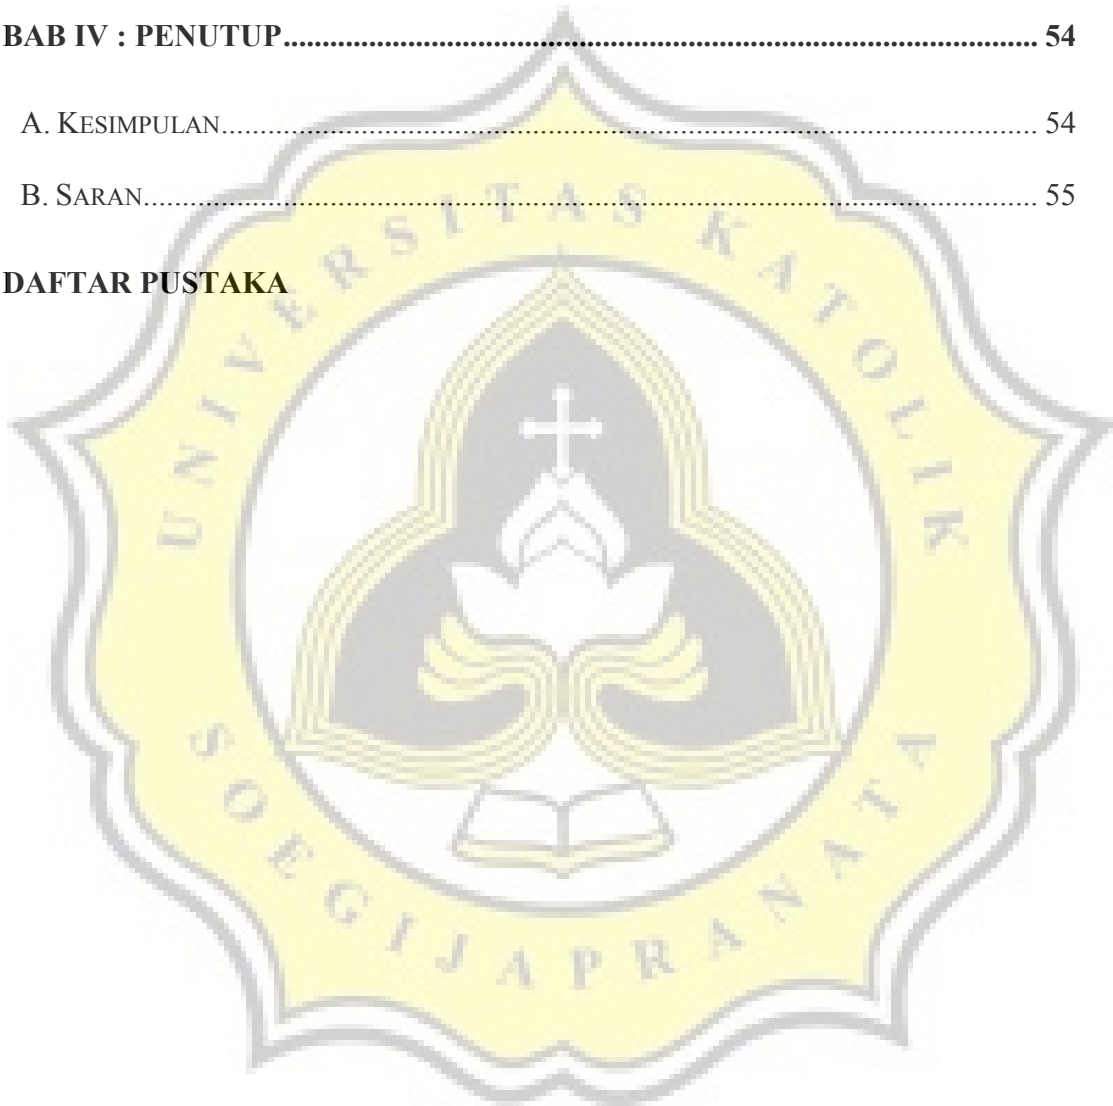 BAB IV : PENUTUP.................................................................................................. 54
A. KESIMPULAN.......................................................................................................... 54
B. SARAN.................................................................................................................... 55
DAFTAR PUSTAKA
UNIVERSITAS KATOLIK
SOEGIJAPRANATA